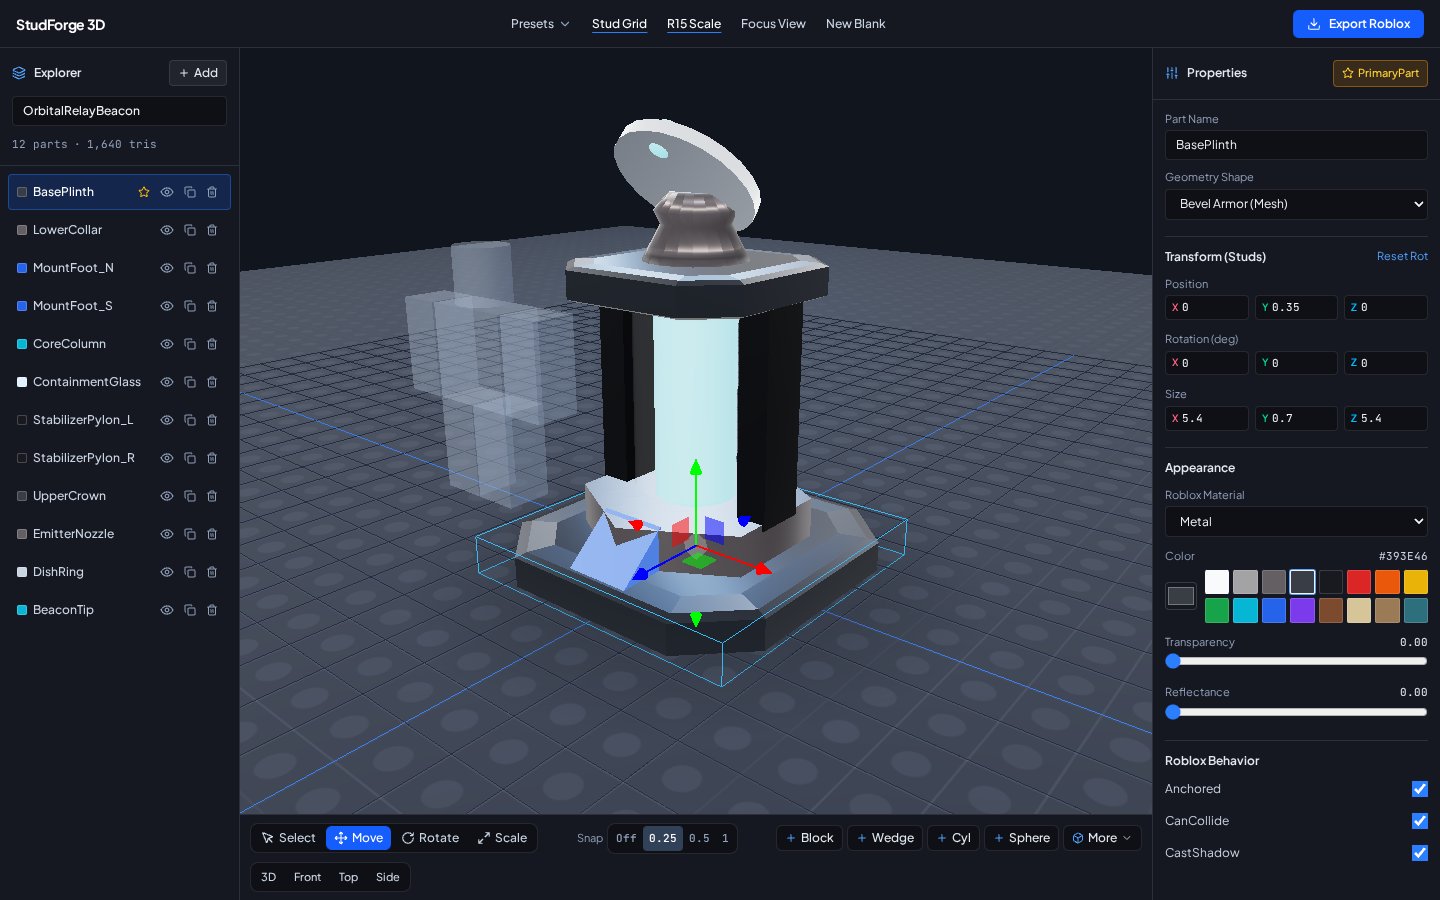 StudForge 3D
Presets
Stud Grid
R15 Scale
Focus View
New Blank
Export Roblox
Explorer
+ Add
OrbitalRelayBeacon
12 parts · 1,640 tris
BasePlinth
LowerCollar
MountFoot_N
MountFoot_S
CoreColumn
ContainmentGlass
StabilizerPylon_L
StabilizerPylon_R
UpperCrown
EmitterNozzle
DishRing
BeaconTip
Select
Move
Rotate
Scale
Snap
Off
0.25
0.5
1
+ Block
+ Wedge
+ Cyl
+ Sphere
More
3D
Front
Top
Side
Properties
PrimaryPart
Part Name
BasePlinth
Geometry Shape
Bevel Armor (Mesh)
Transform (Studs)
Reset Rot
Position
X 0
Y 0.35
Z 0
Rotation (deg)
X 0
Y 0
Z 0
Size
X 5.4
Y 0.7
Z 5.4
Appearance
Roblox Material
Metal
Color
#393E46
Transparency
0.00
Reflectance
0.00
Roblox Behavior
Anchored
CanCollide
CastShadow